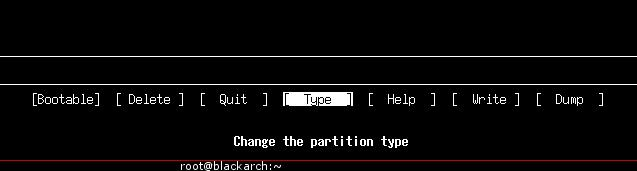 [Bootable] [ Delete ] [ Quit ] [ Type ] [ Help ] [ Write ] [ Dump ]
Change the partition type
root@blackarch:~